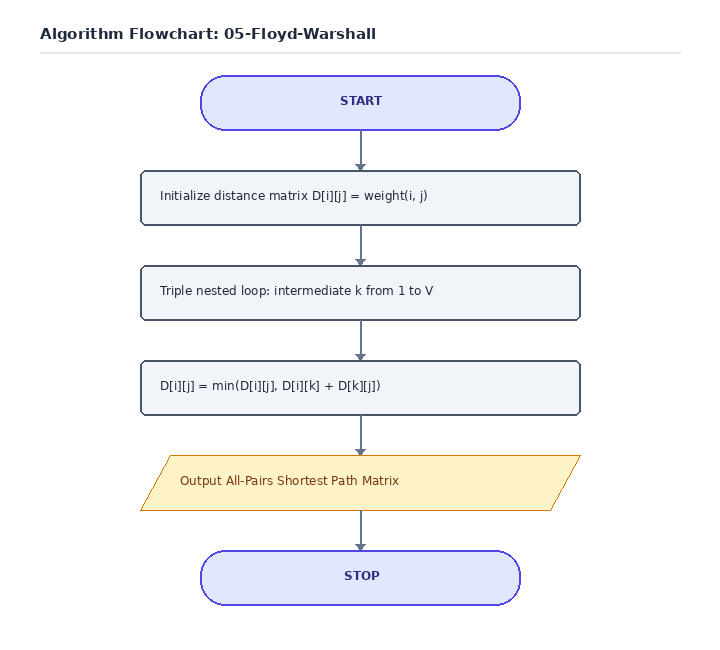 Algorithm Flowchart: 05-Floyd-Warshall
START
Initialize distance matrix D[i][j] = weight(i, j)
Triple nested loop: intermediate k from 1 to V
D[i][j] = min(D[i][j], D[i][k] + D[k][j])
Output All-Pairs Shortest Path Matrix
STOP